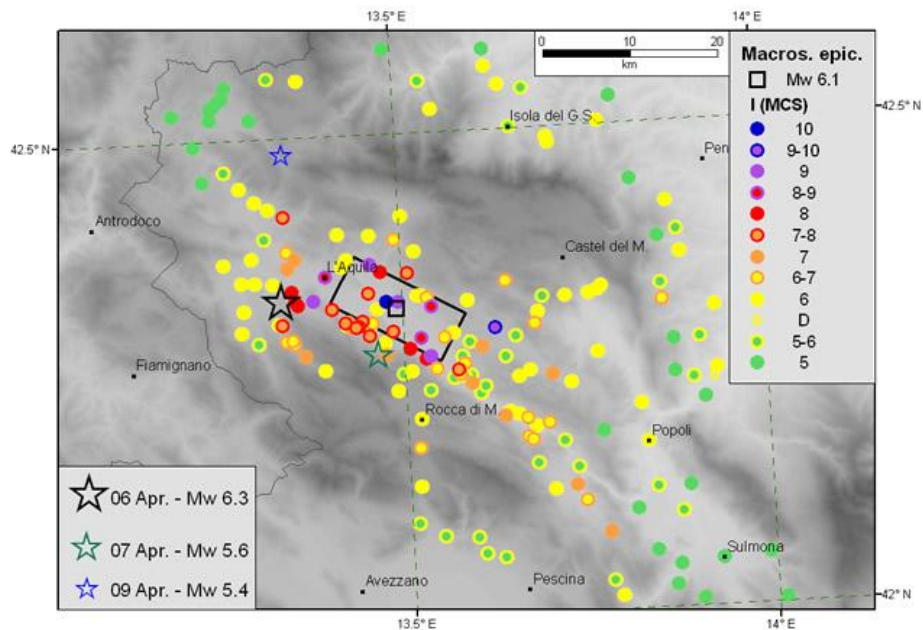 13.5° E
14° E
0 10 20
km
42.5° N
42.5° N
Macros. epic.
Mw 6.1
I (MCS)
10
9-10
9
8-9
8
7-8
7
6-7
6
D
5-6
5
Isola del G.S.
Pen
Antrodoco
Castel del M.
L'Aquila
Fiamignano
Rocca di M.
Popoli
06 Apr. - Mw 6.3
07 Apr. - Mw 5.6
09 Apr. - Mw 5.4
Sulmona
Avezzano
Pescina
42° N
13.5° E
14° E